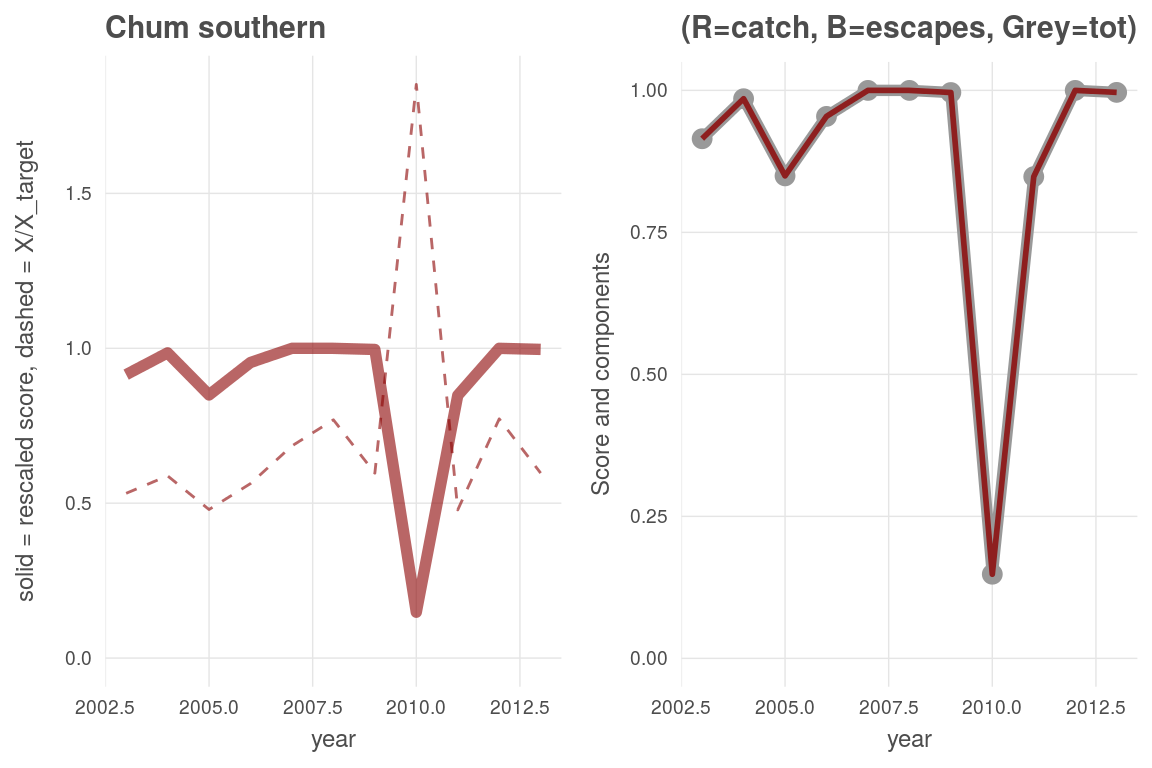 Chum southern
solid = rescaled score, dashed = X/X_target
1.5
1.0
0.5
0.0
2002.5 2005.0 2007.5 2010.0 2012.5
year
(R=catch, B=escapes, Grey=tot)
Score and components
1.00
0.75
0.50
0.25
0.00
2002.5 2005.0 2007.5 2010.0 2012.5
year